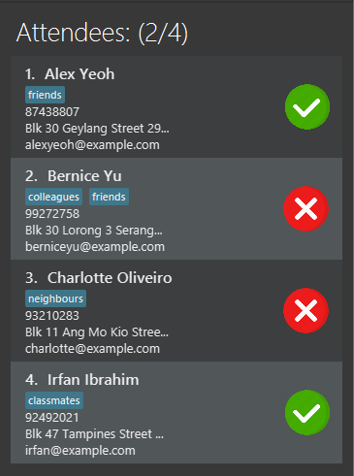 Attendees: (2/4)
1. Alex Yeoh
friends
87438807
Blk 30 Geylang Street 29...
alexyeoh@example.com
2. Bernice Yu
colleagues friends
99272758
Blk 30 Lorong 3 Serang...
berniceyu@example.com
3. Charlotte Oliveiro
neighbours
93210283
Blk 11 Ang Mo Kio Stree...
charlotte@example.com
4. Irfan Ibrahim
classmates
92492021
Blk 47 Tampines Street ...
irfan@example.com